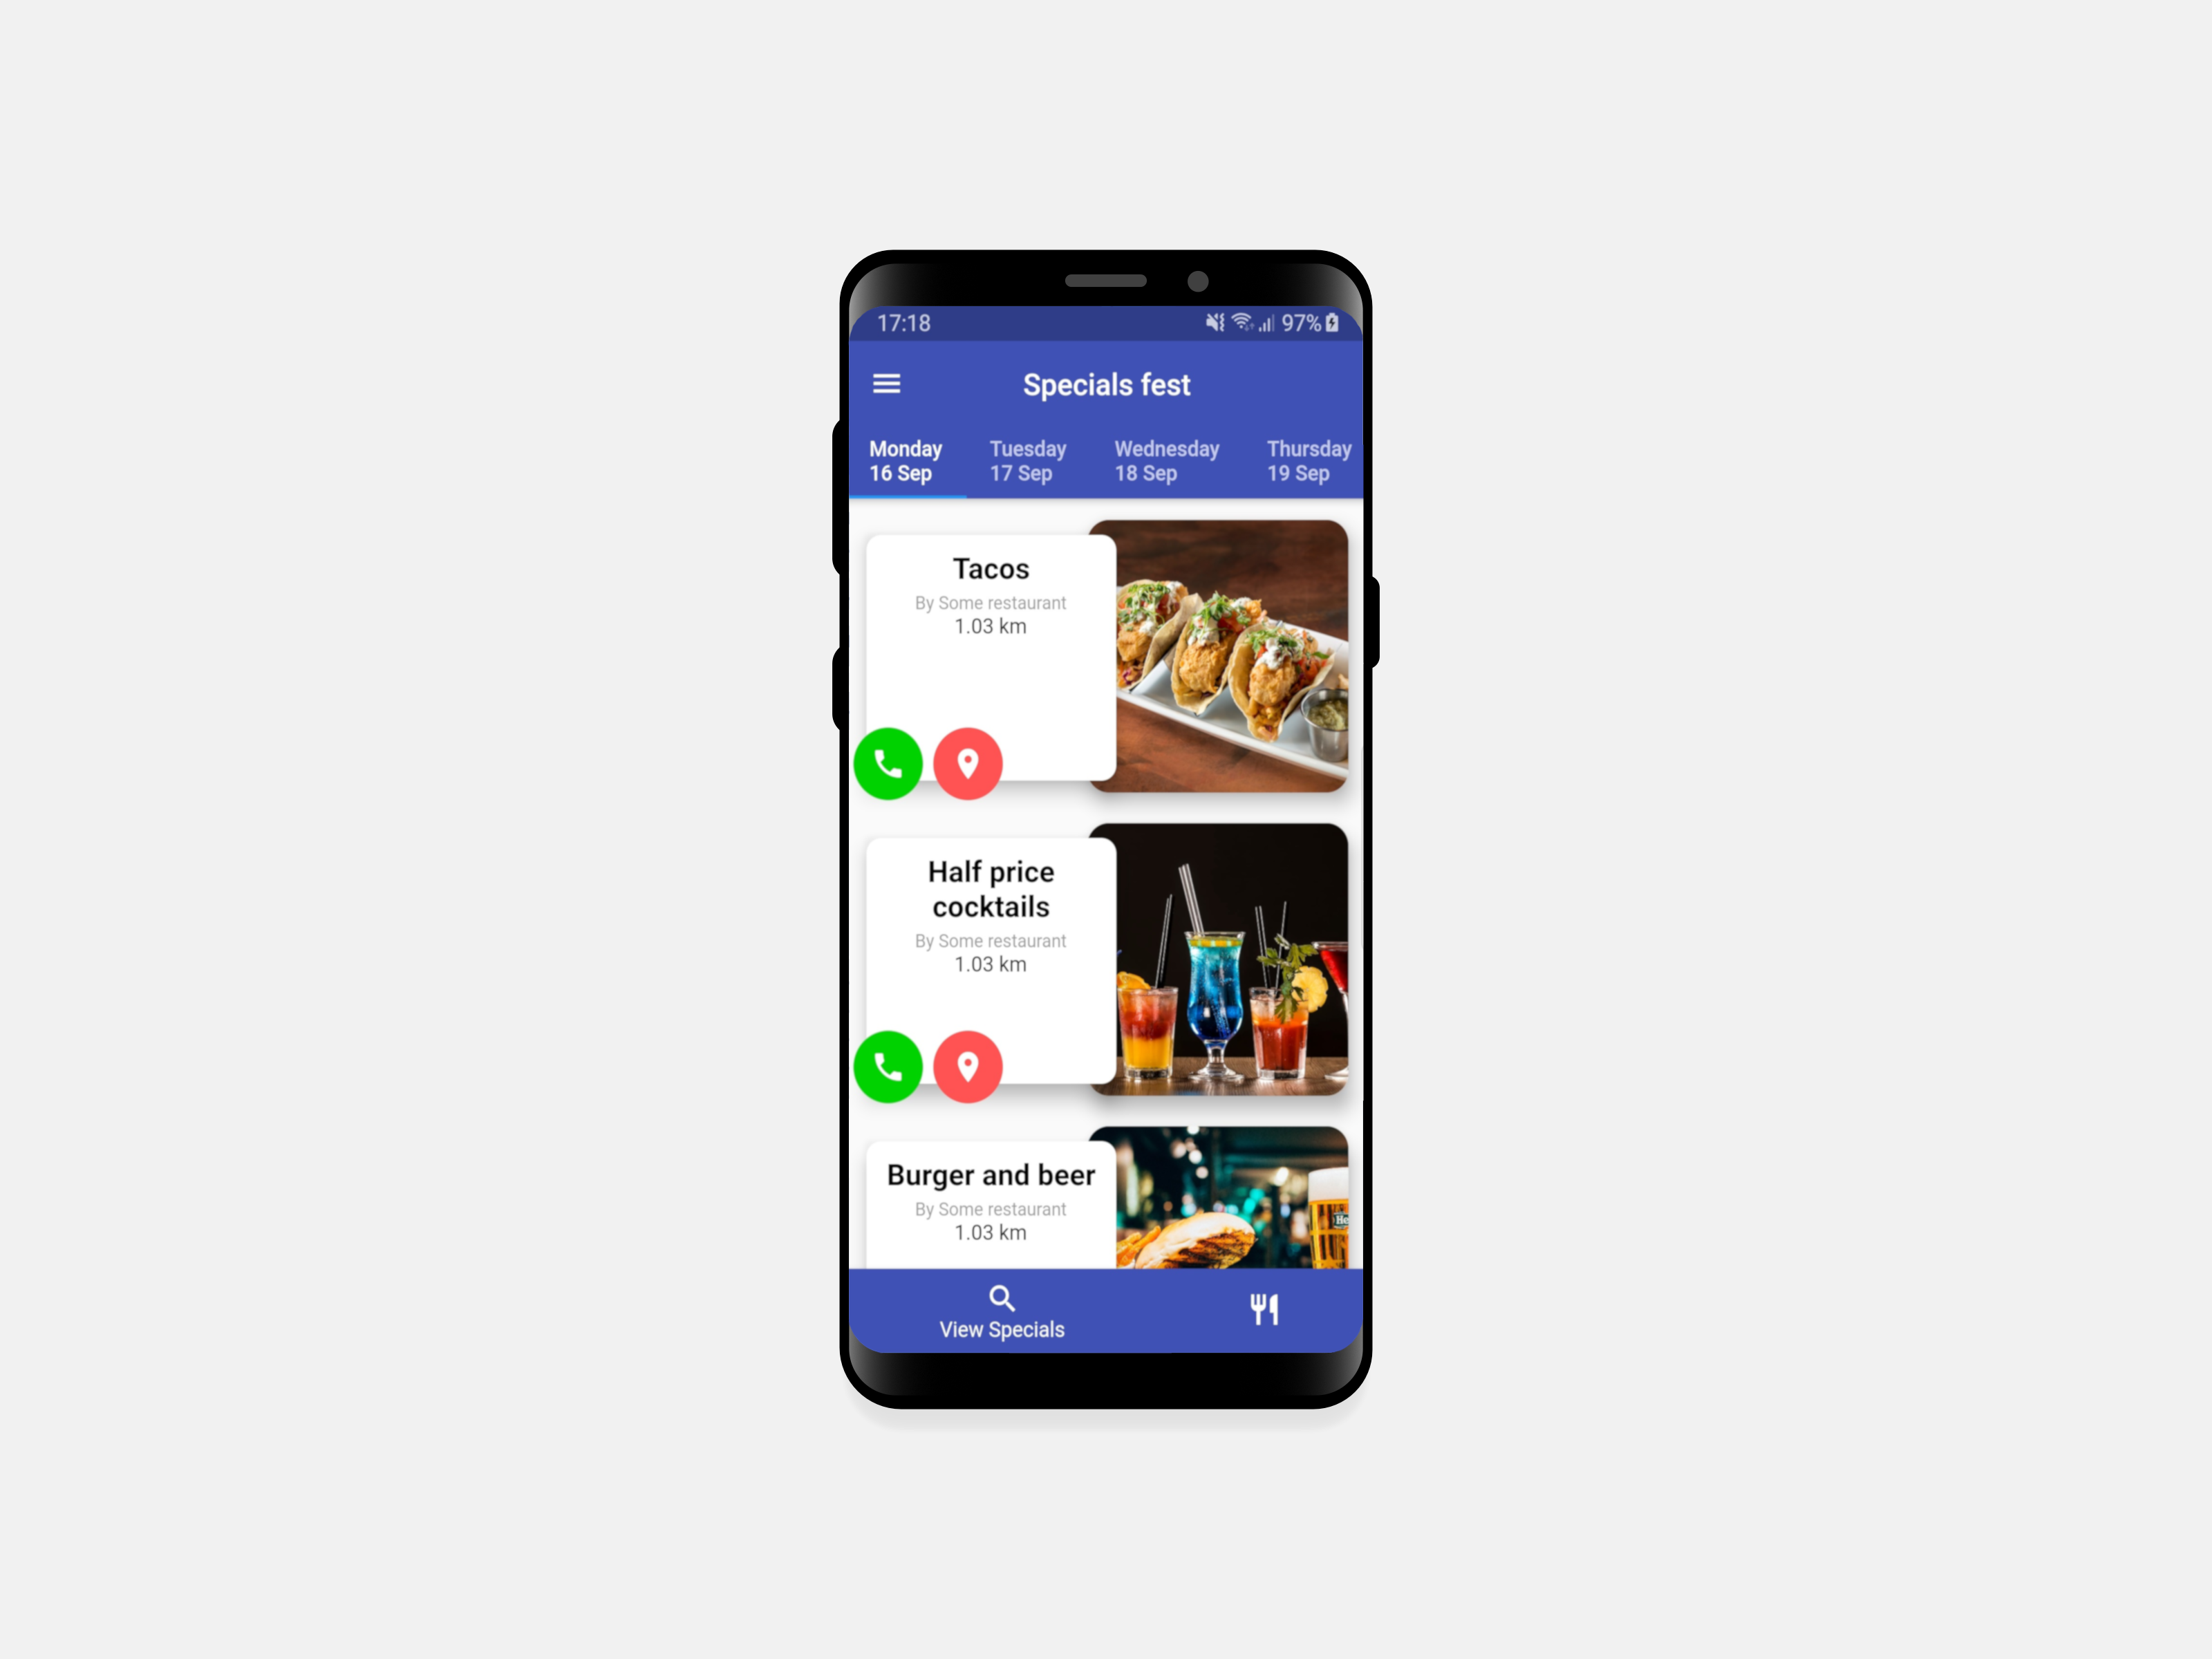 17:18 97%
Specials fest
Monday Tuesday Wednesday Thursday
16 Sep 17 Sep 18 Sep 19 Sep
Tacos
By Some restaurant
1.03 km
Half price
cocktails
By Some restaurant
1.03 km
Burger and beer
By Some restaurant
1.03 km
He
View Specials